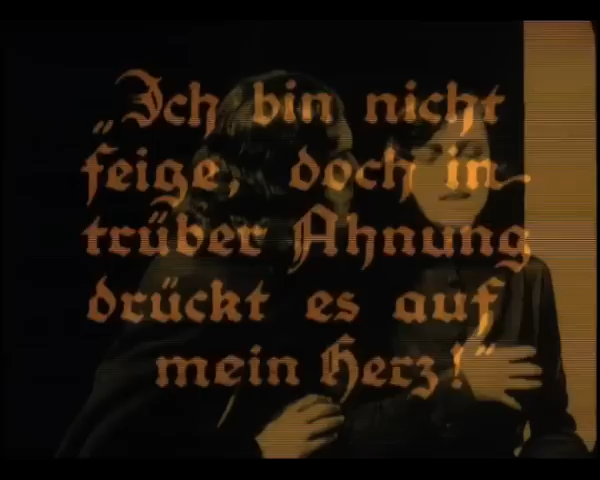 „Ich bin nicht
feige, doch in
trüber Ahnung
drückt es auf
mein Herz!“